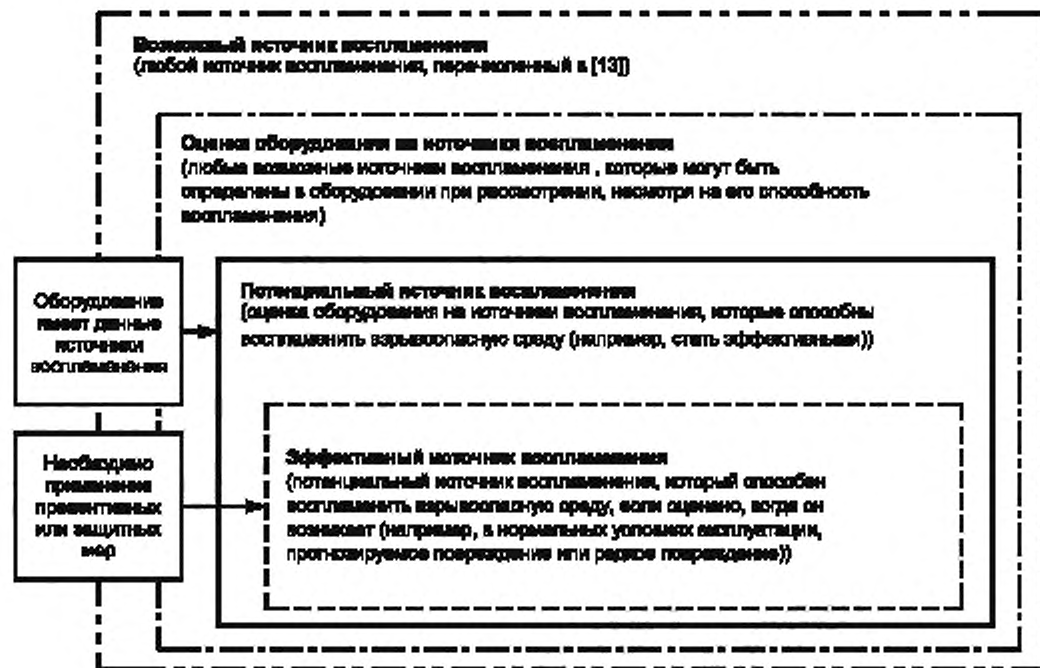 Возможный источник воспламенения
(любой источник воспламенения, перечисленный в [13])
Оценка оборудования на источники воспламенения
(любые возможные источники воспламенения , которые могут быть
определены в оборудовании при рассмотрении, несмотря на его способность
воспламенения)
Оборудование
имеет данные
источники
воспламенения
Потенциальный источник воспламенения
(оценка оборудования на источники воспламенения, которые способны
воспламенить взрывоопасную среду (например, стать эффективными))
Необходимо
применение
превентивных
или защитных
мер
Эффективный источник воспламенения
(потенциальный источник воспламенения, который способен
воспламенить взрывоопасную среду, если оценено, когда он
возникает (например, в нормальных условиях эксплуатации,
прогнозируемое повреждение или редкое повреждение))